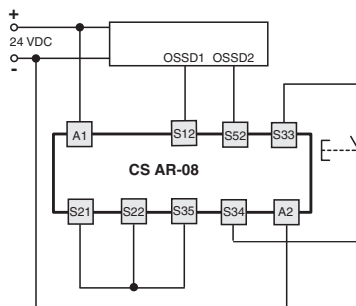 +
24 VDC
-
OSSD1 OSSD2
A1 S12 S52 S33
CS AR-08
S21 S22 S35 S34 A2